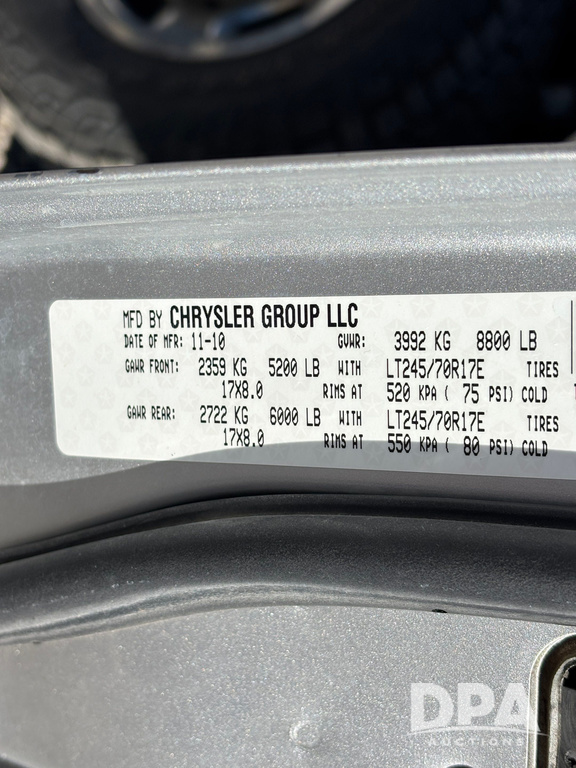 MFD BY CHRYSLER GROUP LLC
DATE OF MFR: 11-10 GVWR: 3992 KG 8800 LB
GAWR FRONT: 2359 KG 5200 LB WITH LT245/70R17E TIRES
17X8.0 RIMS AT 520 KPA ( 75 PSI) COLD
GAWR REAR: 2722 KG 6000 LB WITH LT245/70R17E TIRES
17X8.0 RIMS AT 550 KPA ( 80 PSI) COLD
DPA
AUCTIONS